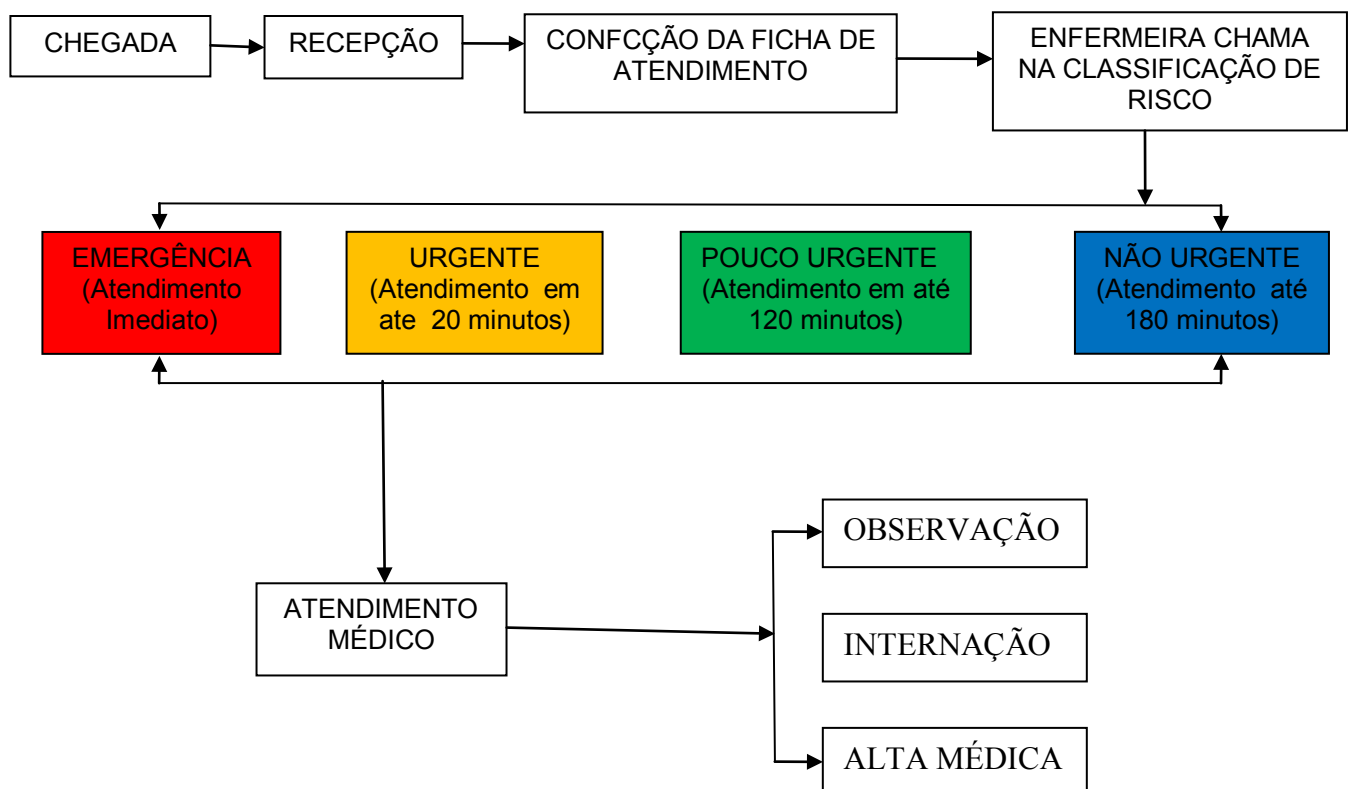 CHEGADA
RECEPÇÃO
CONFCÇÃO DA FICHA DE
ATENDIMENTO
ENFERMEIRA CHAMA
NA CLASSIFICAÇÃO DE
RISCO
EMERGÊNCIA
(Atendimento
Imediato)
URGENTE
(Atendimento em
ate 20 minutos)
POUCO URGENTE
(Atendimento em até
120 minutos)
NÃO URGENTE
(Atendimento até
180 minutos)
OBSERVAÇÃO
ATENDIMENTO
MÉDICO
INTERNAÇÃO
ALTA MÉDICA